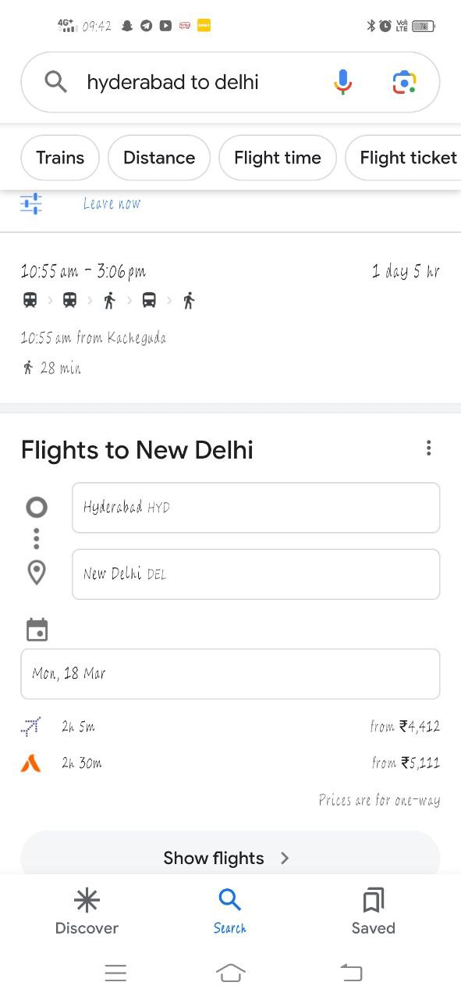 4G+ 09:42 Vo) LTE 76
hyderabad to delhi
Trains Distance Flight time Flight ticket
Leave now
10:55 am – 3:06 pm 1 day 5 hr
10:55 am from Kacheguda
28 min
Flights to New Delhi
Hyderabad HYD
New Delhi DEL
Mon, 18 Mar
2h 5m from ₹4,412
2h 30m from ₹5,111
Prices are for one-way
Show flights
Discover Search Saved